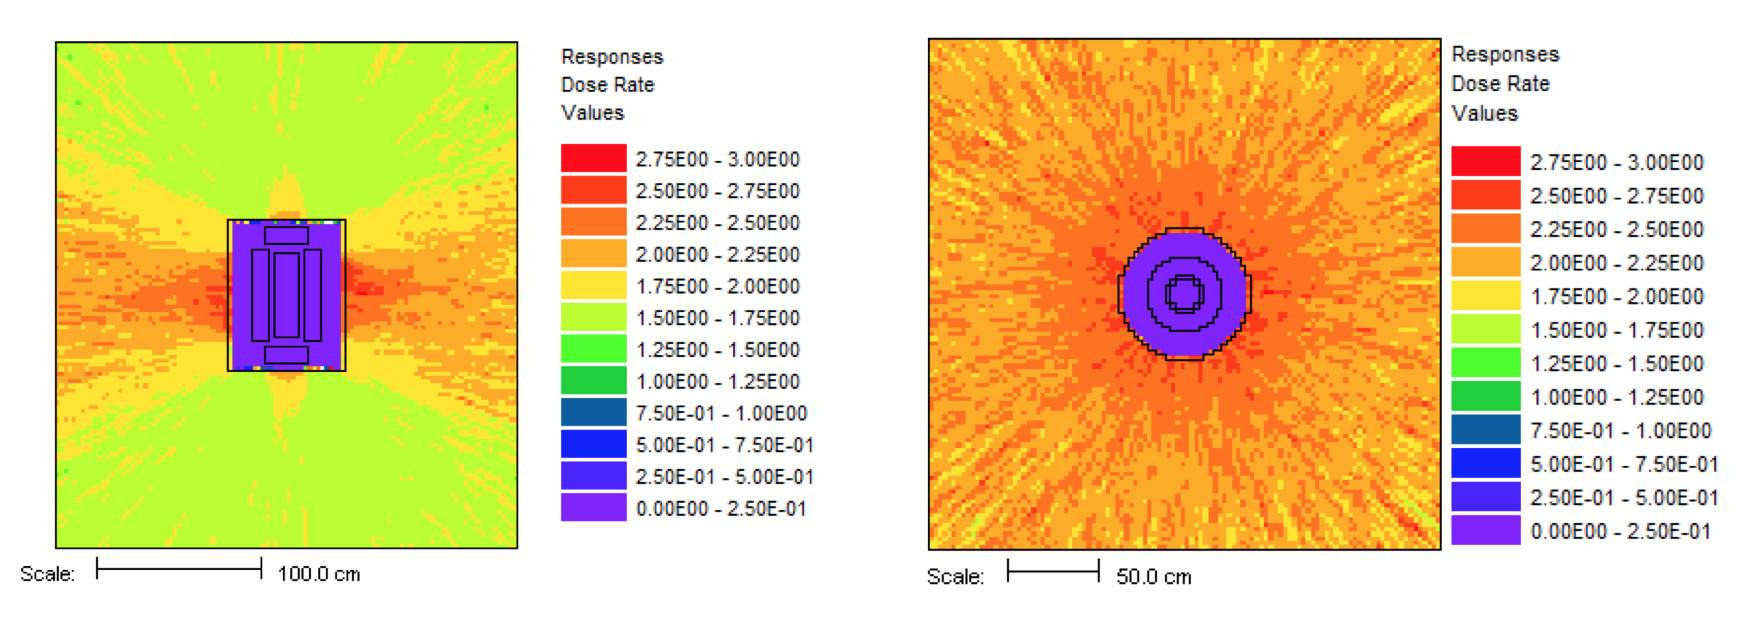 Responses
Dose Rate
Values
2.75E00 - 3.00E00
2.50E00 - 2.75E00
2.25E00 - 2.50E00
2.00E00 - 2.25E00
1.75E00 - 2.00E00
1.50E00 - 1.75E00
1.25E00 - 1.50E00
1.00E00 - 1.25E00
7.50E-01 - 1.00E00
5.00E-01 - 7.50E-01
2.50E-01 - 5.00E-01
0.00E00 - 2.50E-01
Scale: 100.0 cm
Responses
Dose Rate
Values
2.75E00 - 3.00E00
2.50E00 - 2.75E00
2.25E00 - 2.50E00
2.00E00 - 2.25E00
1.75E00 - 2.00E00
1.50E00 - 1.75E00
1.25E00 - 1.50E00
1.00E00 - 1.25E00
7.50E-01 - 1.00E00
5.00E-01 - 7.50E-01
2.50E-01 - 5.00E-01
0.00E00 - 2.50E-01
Scale: 50.0 cm